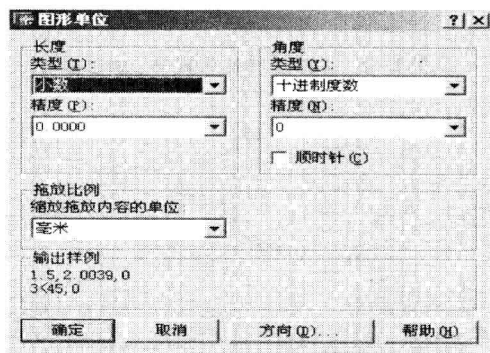 图形单位
长度
类型(T):
小数
精度(P):
0.0000
角度
类型(Y):
十进制度数
精度(N):
0
顺时针(C)
拖放比例
缩放拖放内容的单位
毫米
输出样例
1.5,2.0039,0
3<45,0
确定 取消 方向(D)... 帮助(H)